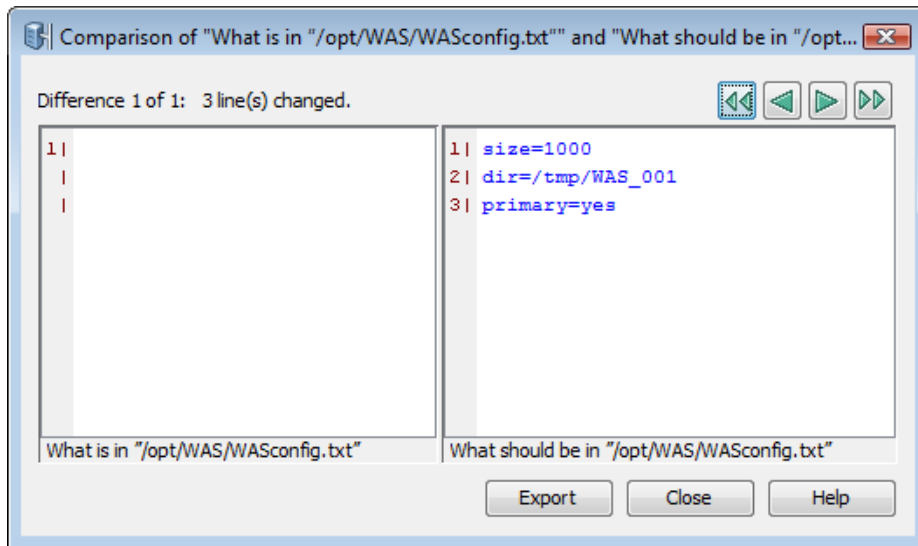 Comparison of "What is in "/opt/WAS/WASconfig.txt"" and "What should be in "/opt...
Difference 1 of 1: 3 line(s) changed.
1|
|
|
1| size=1000
2| dir=/tmp/WAS_001
3| primary=yes
What is in "/opt/WAS/WASconfig.txt"
What should be in "/opt/WAS/WASconfig.txt"
Export Close Help